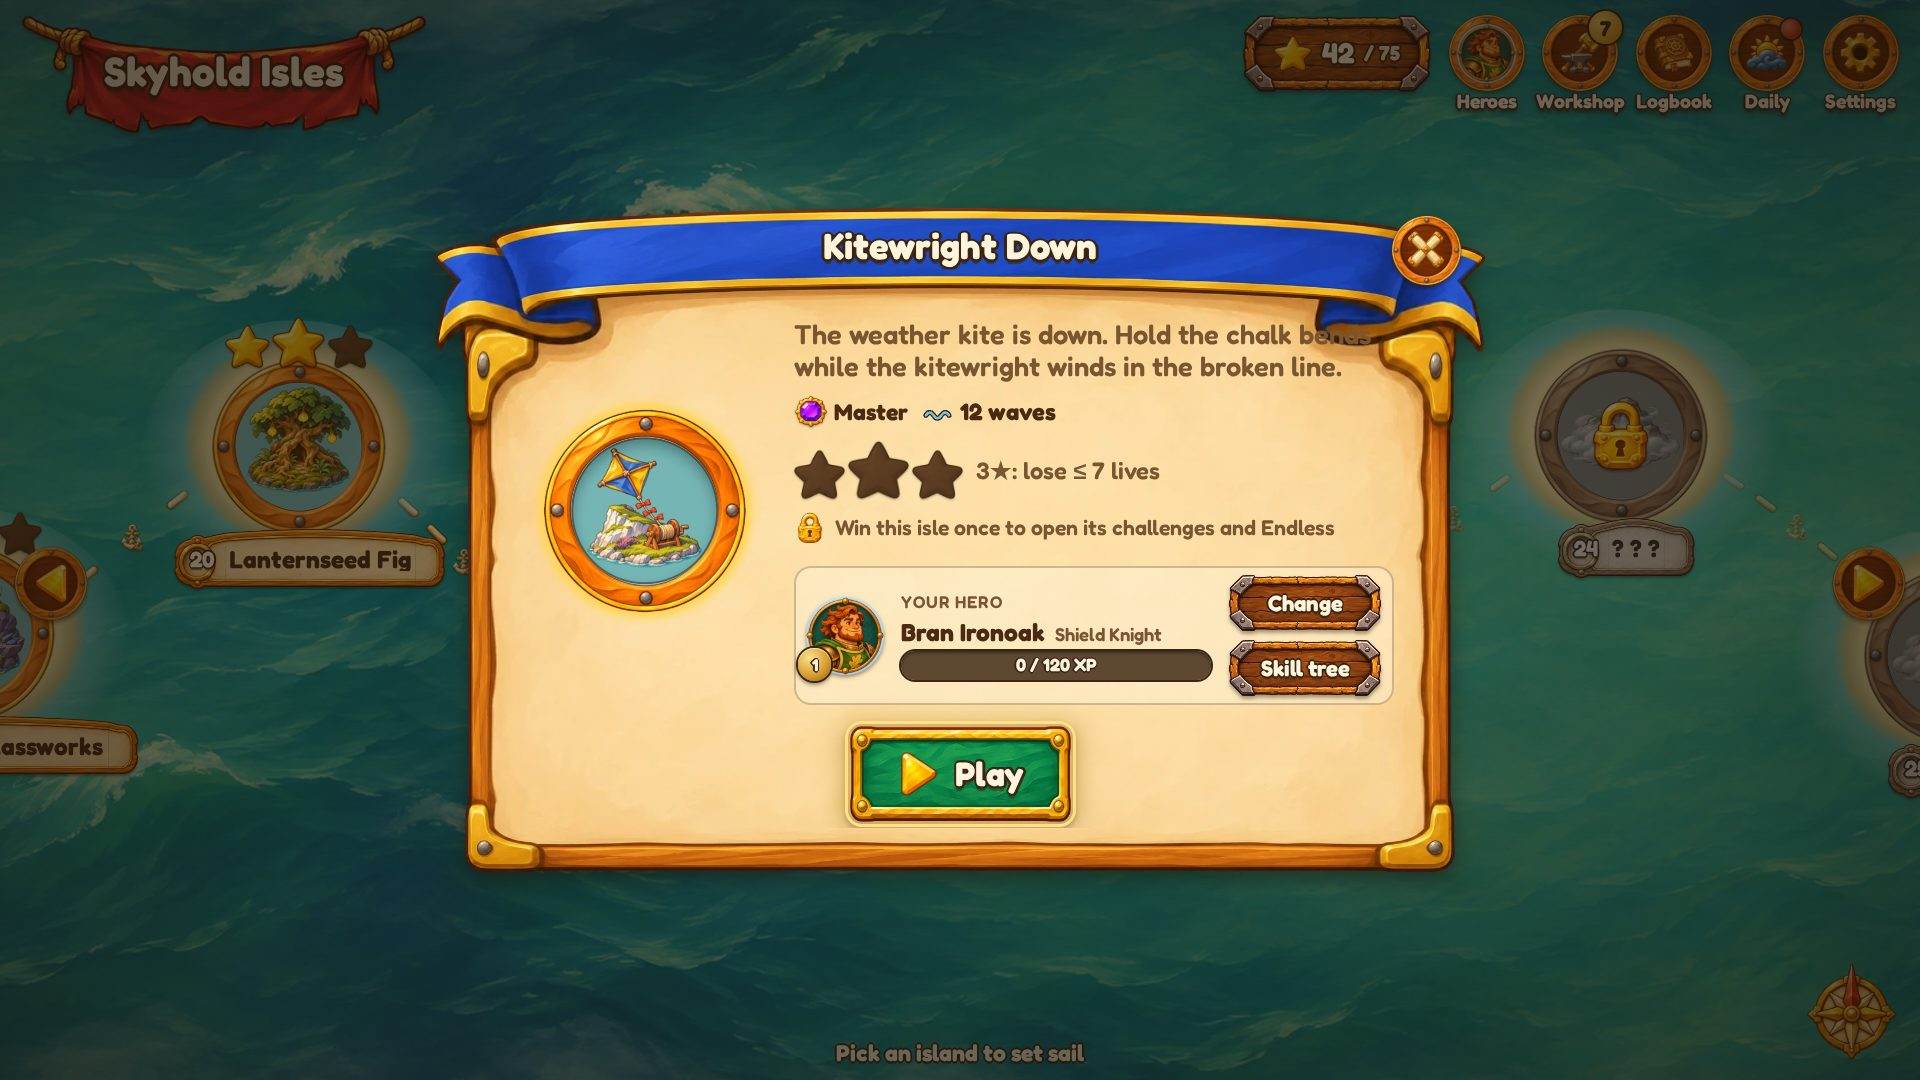 Skyhold Isles
42 / 75
7
Heroes
Workshop
Logbook
Daily
Settings
Kitewright Down
The weather kite is down. Hold the chalk bends
while the kitewright winds in the broken line.
Master
12 waves
3★: lose ≤ 7 lives
Win this isle once to open its challenges and Endless
YOUR HERO
Bran Ironoak Shield Knight
1
0 / 120 XP
Change
Skill tree
Play
20 Lanternseed Fig
24 ? ? ?
Pick an island to set sail